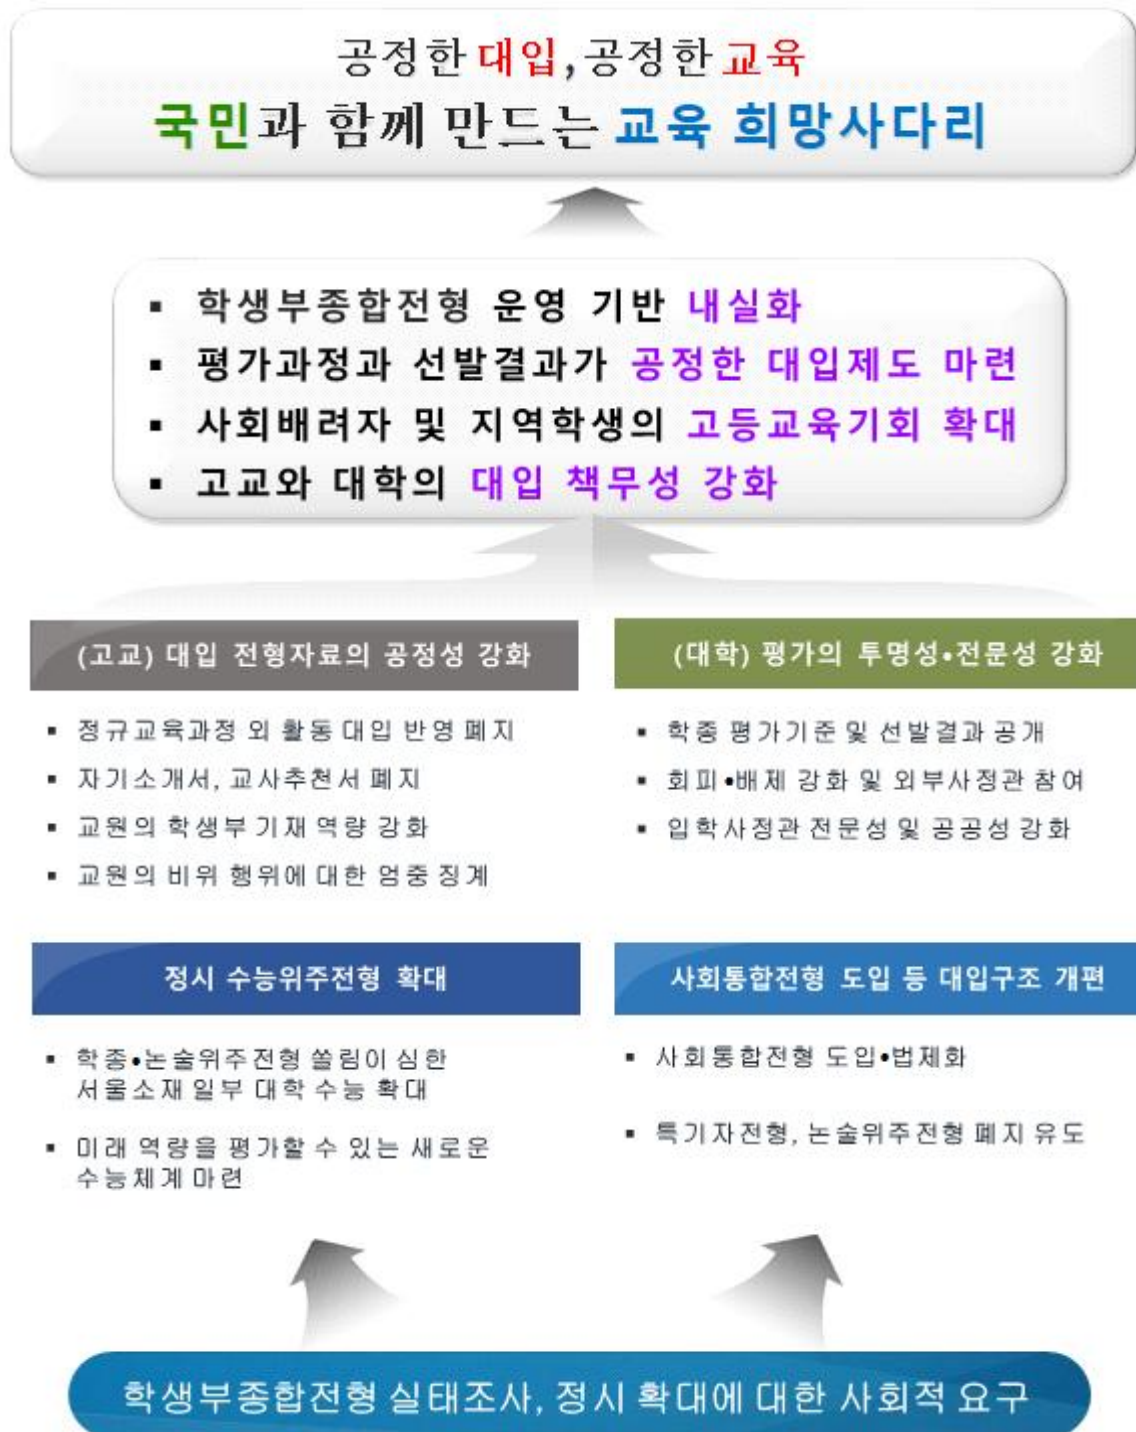 공정한 대입, 공정한 교육
국민과 함께 만드는 교육 희망사다리
▪ 학생부종합전형 운영 기반 내실화
▪ 평가과정과 선발결과가 공정한 대입제도 마련
▪ 사회배려자 및 지역학생의 고등교육기회 확대
▪ 고교와 대학의 대입 책무성 강화
(고교) 대입 전형자료의 공정성 강화
▪ 정규교육과정 외 활동 대입 반영 폐지
▪ 자기소개서, 교사추천서 폐지
▪ 교원의 학생부 기재 역량 강화
▪ 교원의 비위 행위에 대한 엄중 징계
(대학) 평가의 투명성•전문성 강화
▪ 학종 평가기준 및 선발결과 공개
▪ 회피•배제 강화 및 외부사정관 참여
▪ 입학사정관 전문성 및 공공성 강화
정시 수능위주전형 확대
▪ 학종•논술위주전형 쏠림이 심한
서울소재 일부 대학 수능 확대
▪ 미래 역량을 평가할 수 있는 새로운
수능체계 마련
사회통합전형 도입 등 대입구조 개편
▪ 사회통합전형 도입•법제화
▪ 특기자전형, 논술위주전형 폐지 유도
학생부종합전형 실태조사, 정시 확대에 대한 사회적 요구